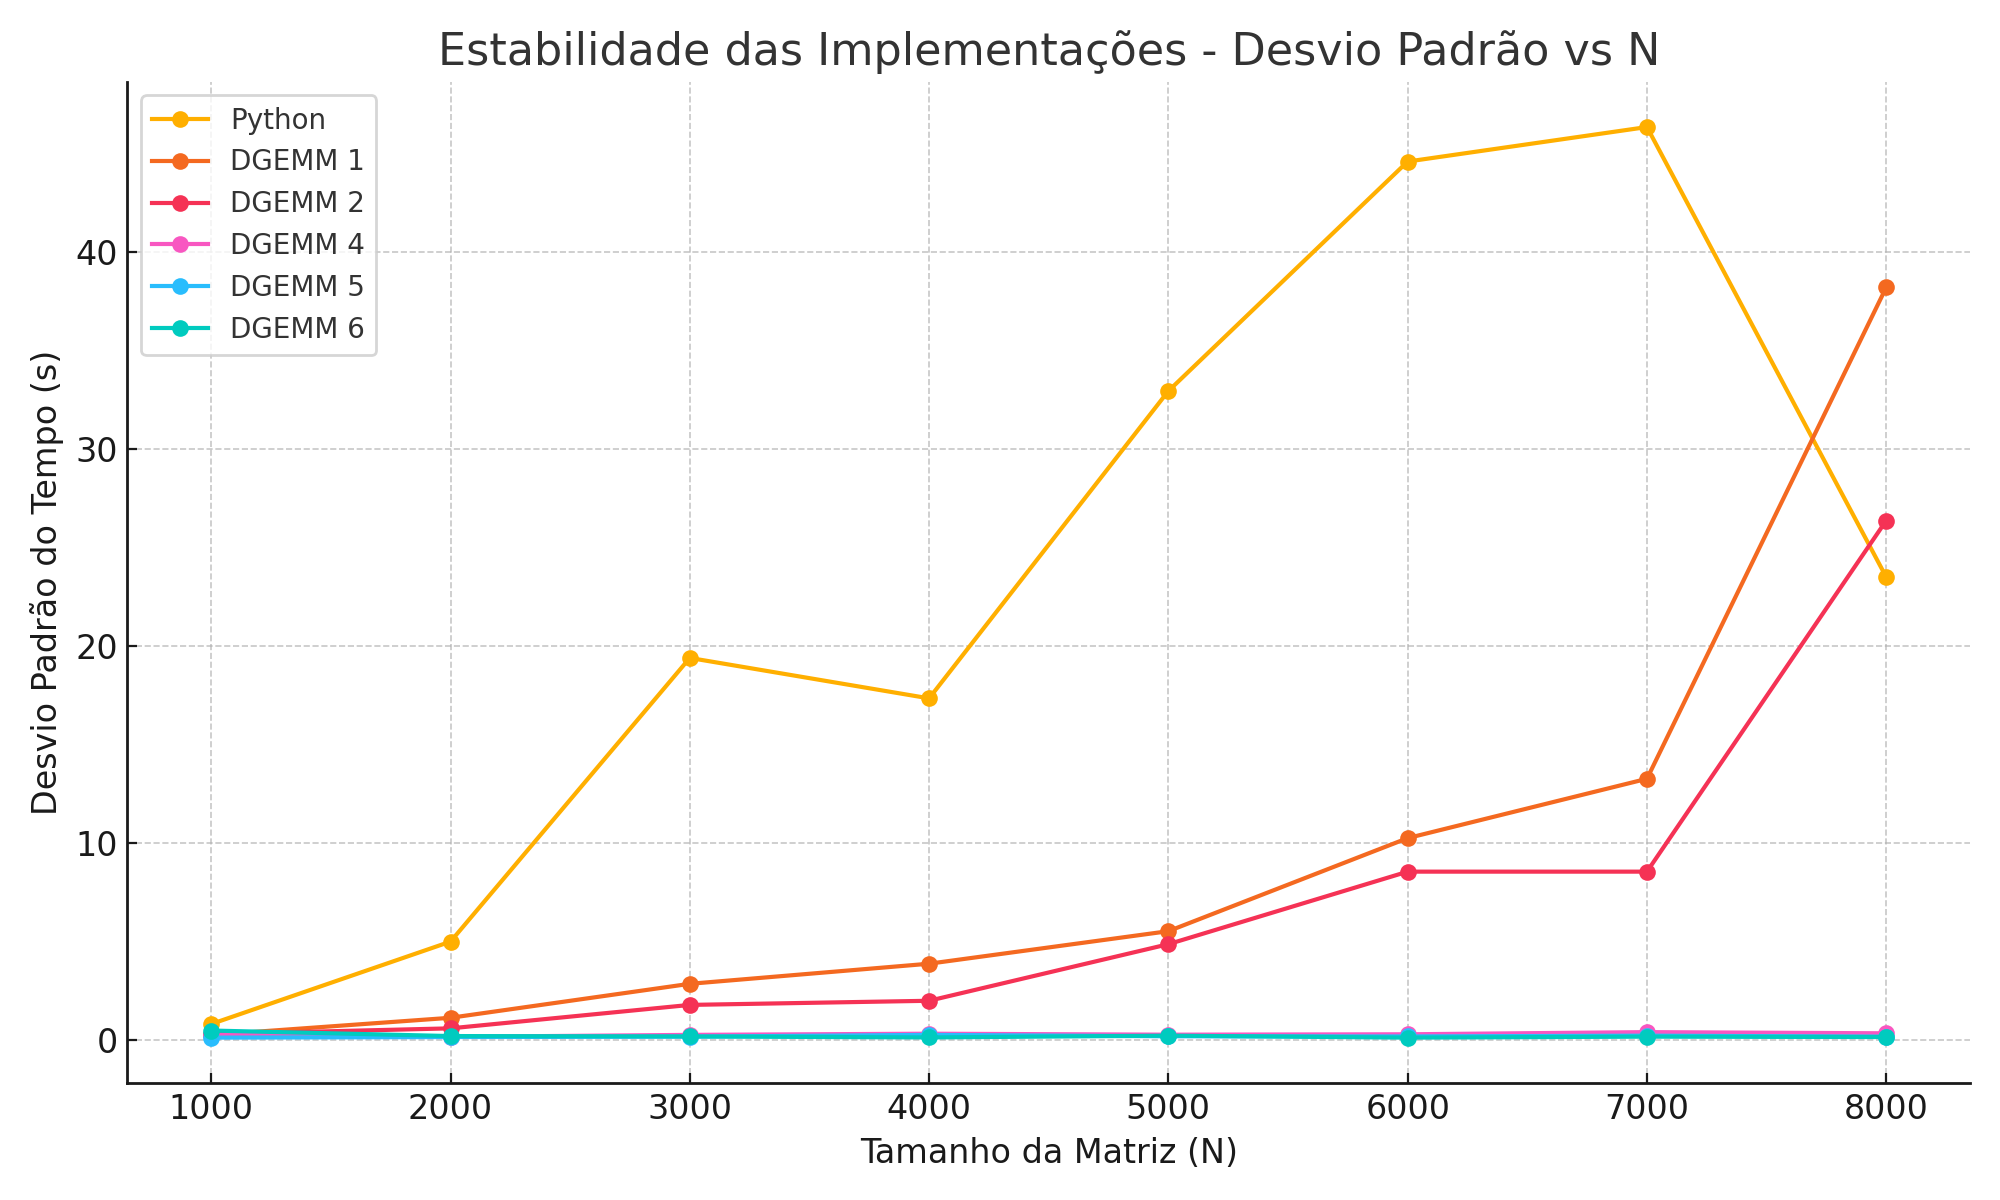 Estabilidade das Implementações - Desvio Padrão vs N
Python
DGEMM 1
DGEMM 2
DGEMM 4
DGEMM 5
DGEMM 6
Desvio Padrão do Tempo (s)
40
30
20
10
0
1000 2000 3000 4000 5000 6000 7000 8000
Tamanho da Matriz (N)